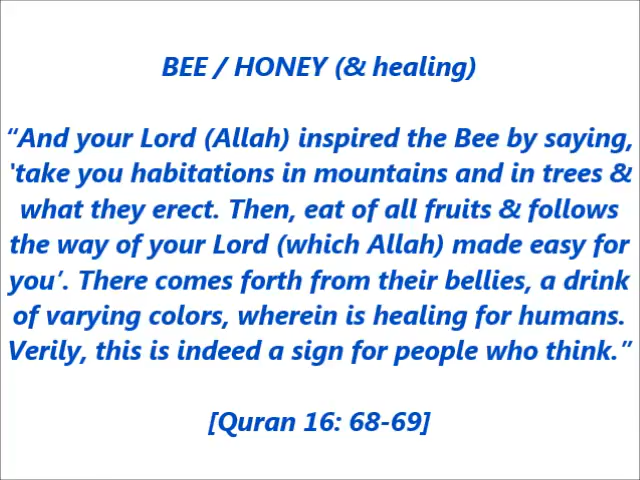 BEE / HONEY (& healing)
“And your Lord (Allah) inspired the Bee by saying,
'take you habitations in mountains and in trees &
what they erect. Then, eat of all fruits & follows
the way of your Lord (which Allah) made easy for
you’. There comes forth from their bellies, a drink
of varying colors, wherein is healing for humans.
Verily, this is indeed a sign for people who think.”
[Quran 16: 68-69]